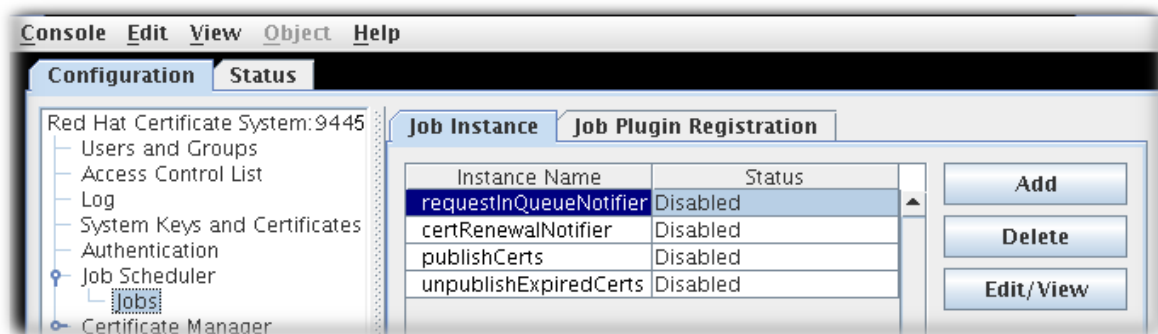 Console Edit View Object Help
Configuration Status
Red Hat Certificate System:9445
Users and Groups
Access Control List
Log
System Keys and Certificates
Authentication
Job Scheduler
Jobs
Certificate Manager
Job Instance Job Plugin Registration
Instance Name Status
requestInQueueNotifier Disabled
certRenewalNotifier Disabled
publishCerts Disabled
unpublishExpiredCerts Disabled
Add
Delete
Edit/View